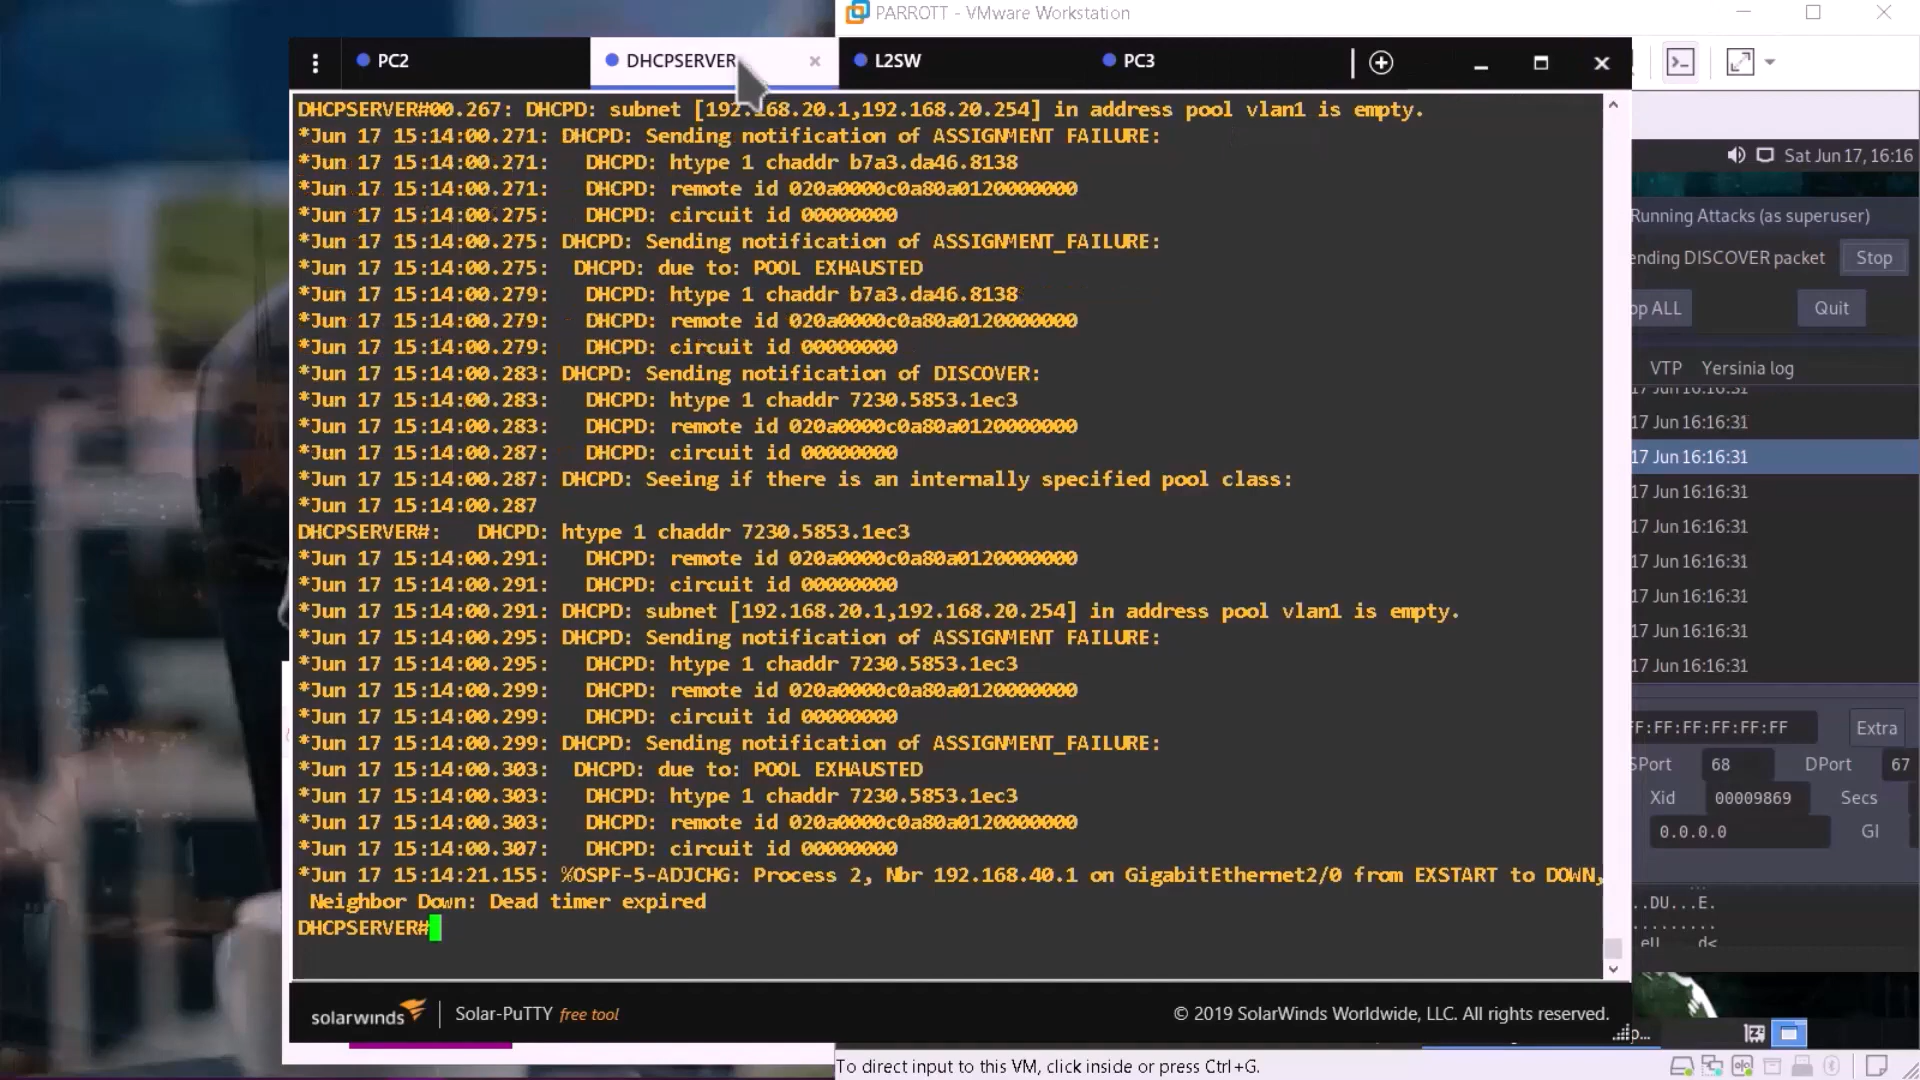 PARROTT - VMware Workstation
PC2
DHCPSERVER
L2SW
PC3
DHCPSERVER#00.267: DHCPD: subnet [192.168.20.1,192.168.20.254] in address pool vlan1 is empty.
*Jun 17 15:14:00.271: DHCPD: Sending notification of ASSIGNMENT FAILURE:
*Jun 17 15:14:00.271:   DHCPD: htype 1 chaddr b7a3.da46.8138
*Jun 17 15:14:00.271:   DHCPD: remote id 020a0000c0a80a0120000000
*Jun 17 15:14:00.275:   DHCPD: circuit id 00000000
*Jun 17 15:14:00.275: DHCPD: Sending notification of ASSIGNMENT_FAILURE:
*Jun 17 15:14:00.275:  DHCPD: due to: POOL EXHAUSTED
*Jun 17 15:14:00.279:   DHCPD: htype 1 chaddr b7a3.da46.8138
*Jun 17 15:14:00.279:   DHCPD: remote id 020a0000c0a80a0120000000
*Jun 17 15:14:00.279:   DHCPD: circuit id 00000000
*Jun 17 15:14:00.283: DHCPD: Sending notification of DISCOVER:
*Jun 17 15:14:00.283:   DHCPD: htype 1 chaddr 7230.5853.1ec3
*Jun 17 15:14:00.283:   DHCPD: remote id 020a0000c0a80a0120000000
*Jun 17 15:14:00.287:   DHCPD: circuit id 00000000
*Jun 17 15:14:00.287: DHCPD: Seeing if there is an internally specified pool class:
*Jun 17 15:14:00.287
DHCPSERVER#:   DHCPD: htype 1 chaddr 7230.5853.1ec3
*Jun 17 15:14:00.291:   DHCPD: remote id 020a0000c0a80a0120000000
*Jun 17 15:14:00.291:   DHCPD: circuit id 00000000
*Jun 17 15:14:00.291: DHCPD: subnet [192.168.20.1,192.168.20.254] in address pool vlan1 is empty.
*Jun 17 15:14:00.295: DHCPD: Sending notification of ASSIGNMENT FAILURE:
*Jun 17 15:14:00.295:   DHCPD: htype 1 chaddr 7230.5853.1ec3
*Jun 17 15:14:00.299:   DHCPD: remote id 020a0000c0a80a0120000000
*Jun 17 15:14:00.299:   DHCPD: circuit id 00000000
*Jun 17 15:14:00.299: DHCPD: Sending notification of ASSIGNMENT_FAILURE:
*Jun 17 15:14:00.303:  DHCPD: due to: POOL EXHAUSTED
*Jun 17 15:14:00.303:   DHCPD: htype 1 chaddr 7230.5853.1ec3
*Jun 17 15:14:00.303:   DHCPD: remote id 020a0000c0a80a0120000000
*Jun 17 15:14:00.307:   DHCPD: circuit id 00000000
*Jun 17 15:14:21.155: %OSPF-5-ADJCHG: Process 2, Nbr 192.168.40.1 on GigabitEthernet2/0 from EXSTART to DOWN,
Neighbor Down: Dead timer expired
DHCPSERVER#
solarwinds
Solar-PuTTY free tool
© 2019 SolarWinds Worldwide, LLC. All rights reserved.
Sat Jun 17, 16:16
Running Attacks (as superuser)
ending DISCOVER packet
Stop
op ALL
Quit
VTP
Yersinia log
17 Jun 16:16:31
17 Jun 16:16:31
17 Jun 16:16:31
17 Jun 16:16:31
17 Jun 16:16:31
17 Jun 16:16:31
17 Jun 16:16:31
17 Jun 16:16:31
17 Jun 16:16:31
FF:FF:FF:FF:FF:FF
Extra
SPort
68
DPort
67
Xid
00009869
Secs
0.0.0.0
GI
..DU...E.
.........
p...
To direct input to this VM, click inside or press Ctrl+G.